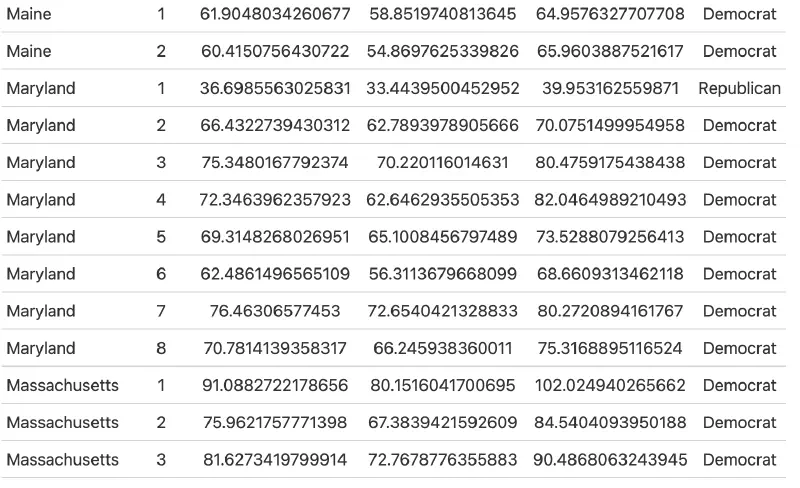 Maine 1 61.9048034260677 58.8519740813645 64.9576327707708 Democrat
Maine 2 60.4150756430722 54.8697625339826 65.9603887521617 Democrat
Maryland 1 36.6985563025831 33.4439500452952 39.953162559871 Republican
Maryland 2 66.4322739430312 62.7893978905666 70.0751499954958 Democrat
Maryland 3 75.3480167792374 70.220116014631 80.4759175438438 Democrat
Maryland 4 72.3463962357923 62.6462935505353 82.0464989210493 Democrat
Maryland 5 69.3148268026951 65.1008456797489 73.5288079256413 Democrat
Maryland 6 62.4861496565109 56.3113679668099 68.6609313462118 Democrat
Maryland 7 76.46306577453 72.6540421328833 80.2720894161767 Democrat
Maryland 8 70.7814139358317 66.245938360011 75.3168895116524 Democrat
Massachusetts 1 91.0882722178656 80.1516041700695 102.024940265662 Democrat
Massachusetts 2 75.9621757771398 67.3839421592609 84.5404093950188 Democrat
Massachusetts 3 81.6273419799914 72.7678776355883 90.4868063243945 Democrat